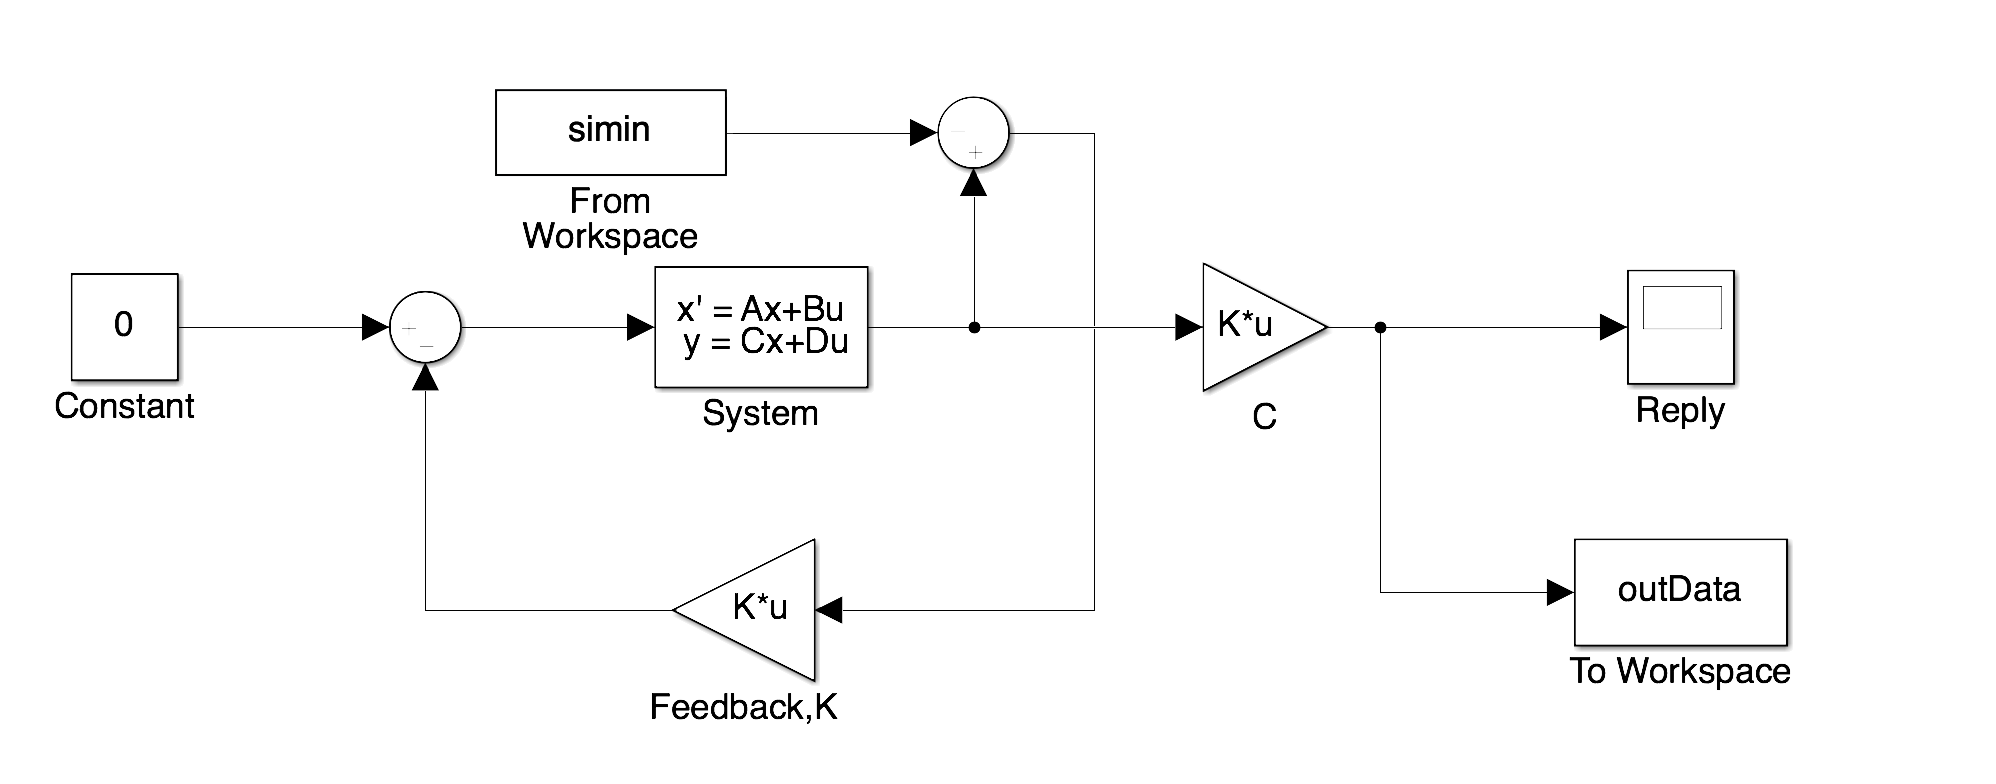 simin
From
Workspace
0
Constant
+
−
−
+
x' = Ax+Bu
y = Cx+Du
System
K*u
C
Reply
K*u
Feedback,K
outData
To Workspace